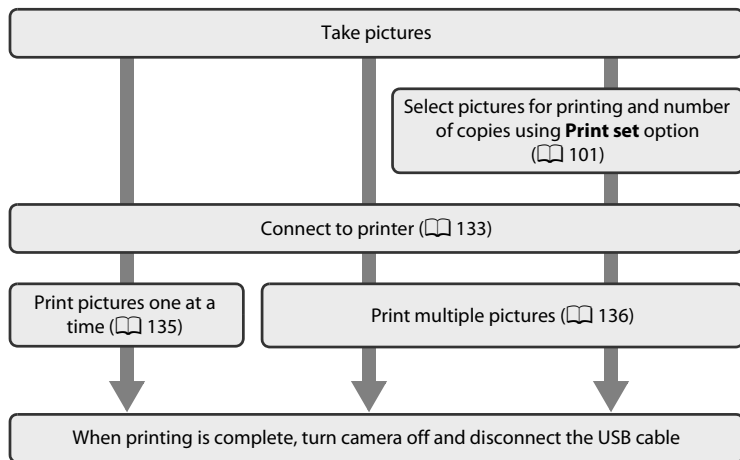 Take pictures
Select pictures for printing and number
of copies using Print set option
(📖 101)
Connect to printer (📖 133)
Print pictures one at a
time (📖 135)
Print multiple pictures (📖 136)
When printing is complete, turn camera off and disconnect the USB cable